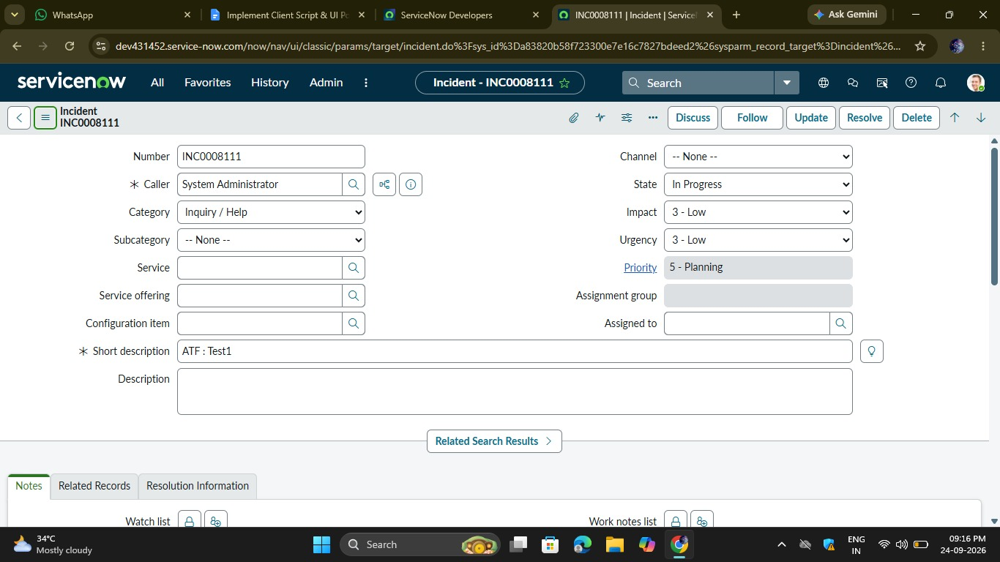 WhatsApp
Implement Client Script & UI Po
ServiceNow Developers
INC0008111 | Incident | Service
Ask Gemini
dev431452.service-now.com/now/nav/ui/classic/params/target/incident.do%3Fsys_id%3Da83820b58f723300e7e16c7827bdeed2%26sysparm_record_target%3Dincident%26...
servicenow
All
Favorites
History
Admin
Incident - INC0008111
Search
Incident
INC0008111
Discuss
Follow
Update
Resolve
Delete
Number
INC0008111
Channel
-- None --
* Caller
System Administrator
State
In Progress
Category
Inquiry / Help
Impact
3 - Low
Subcategory
-- None --
Urgency
3 - Low
Service
Priority
5 - Planning
Service offering
Assignment group
Configuration item
Assigned to
* Short description
ATF : Test1
Description
Related Search Results
Notes
Related Records
Resolution Information
Watch list
Work notes list
34°C
Mostly cloudy
Search
ENG
IN
09:16 PM
24-09-2026